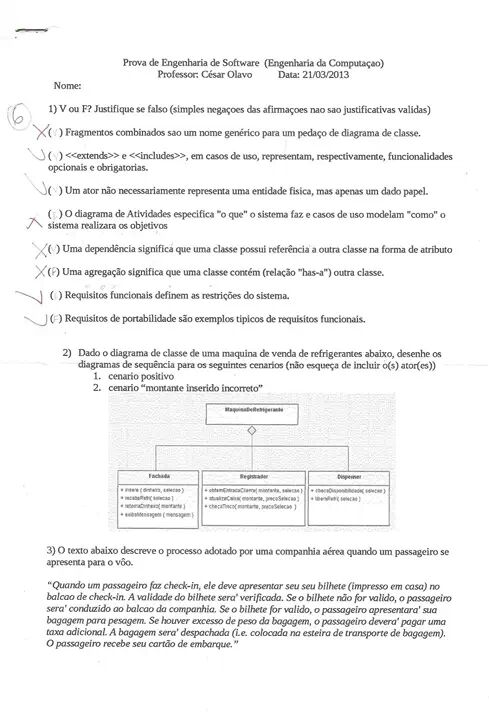 Prova de Engenharia de Software (Engenharia da Computaçao)
Professor: César Olavo Data: 21/03/2013
Nome:
6
1) V ou F? Justifique se falso (simples negaçoes das afirmaçoes nao sao justificativas validas)
( ) Fragmentos combinados sao um nome genérico para um pedaço de diagrama de classe.
( ) <<extends>> e <<includes>>, em casos de uso, representam, respectivamente, funcionalidades
opcionais e obrigatorias.
( ) Um ator não necessariamente representa uma entidade fisica, mas apenas um dado papel.
( ) O diagrama de Atividades especifica "o que" o sistema faz e casos de uso modelam "como" o
sistema realizara os objetivos
( ) Uma dependência significa que uma classe possui referência a outra classe na forma de atributo
(F) Uma agregação significa que uma classe contém (relação "has-a") outra classe.
( ) Requisitos funcionais definem as restrições do sistema.
(F) Requisitos de portabilidade são exemplos tipicos de requisitos funcionais.
2) Dado o diagrama de classe de uma maquina de venda de refrigerantes abaixo, desenhe os
diagramas de sequência para os seguintes cenarios (não esqueça de incluir o(s) ator(es))
1. cenario positivo
2. cenario "montante inserido incorreto"
MaquinaDeRefrigerante
Fachada Registrador Dispenser
+ insere ( dinheiro, selecao ) + obtemEntradaCliente( montante, selecao ) + checaDisponibilidade( selecao )
+ recebeRefri( selecao ) + atualizaCaixa( montante, precoSelecao ) + liberaRefri( selecao )
+ retornaDinheiro( montante ) + checaTroco( montante, precoSelecao )
+ exibeMensagem ( mensagem )
3) O texto abaixo descreve o processo adotado por uma companhia aérea quando um passageiro se
apresenta para o vôo.
"Quando um passageiro faz check-in, ele deve apresentar seu seu bilhete (impresso em casa) no
balcao de check-in. A validade do bilhete sera' verificada. Se o bilhete não for valido, o passageiro
sera' conduzido ao balcao da companhia. Se o bilhete for valido, o passageiro apresentara' sua
bagagem para pesagem. Se houver excesso de peso da bagagem, o passageiro devera' pagar uma
taxa adicional. A bagagem sera' despachada (i.e. colocada na esteira de transporte de bagagem).
O passageiro recebe seu cartão de embarque."